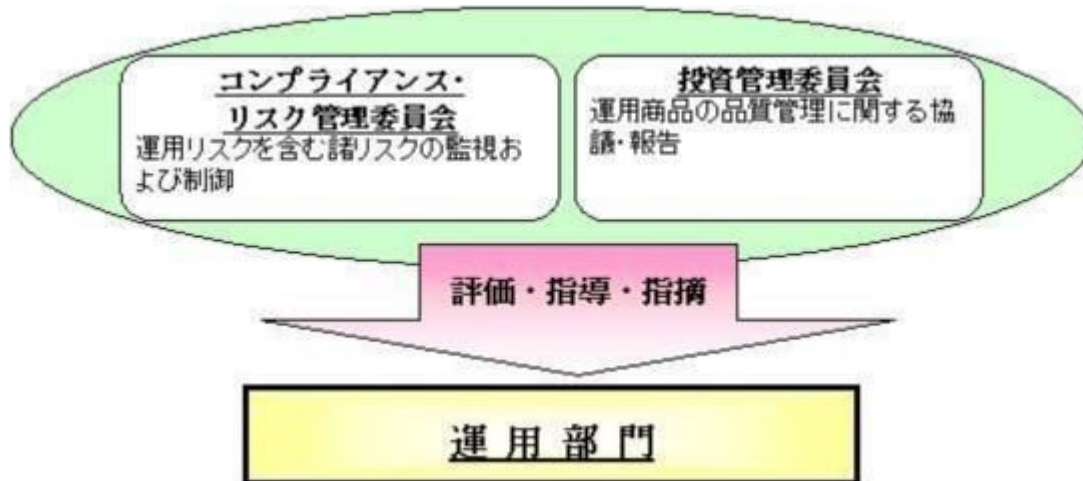 コンプライアンス・
リスク管理委員会
運用リスクを含む諸リスクの監視お
よび制御
投資管理委員会
運用商品の品質管理に関する協
議・報告
評価・指導・指摘
運用部門